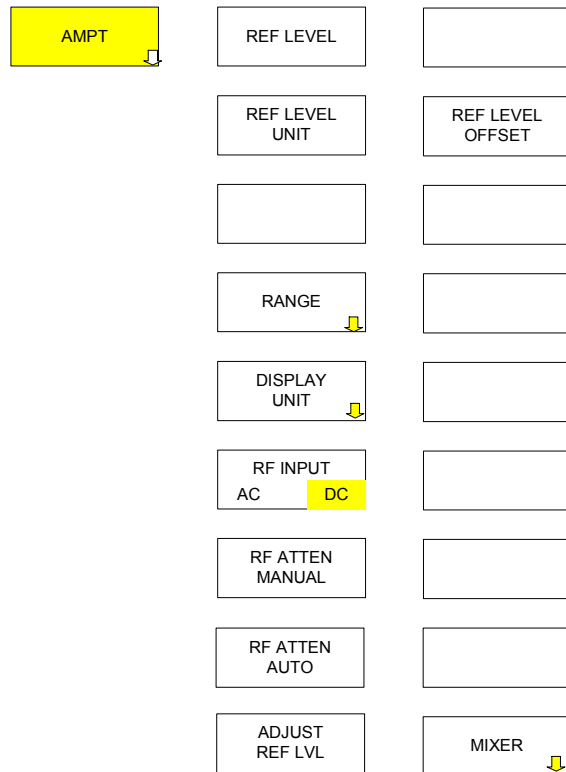 AMPT
REF LEVEL
REF LEVEL
UNIT
RANGE
DISPLAY
UNIT
RF INPUT
AC DC
RF ATTEN
MANUAL
RF ATTEN
AUTO
ADJUST
REF LVL
REF LEVEL
OFFSET
MIXER